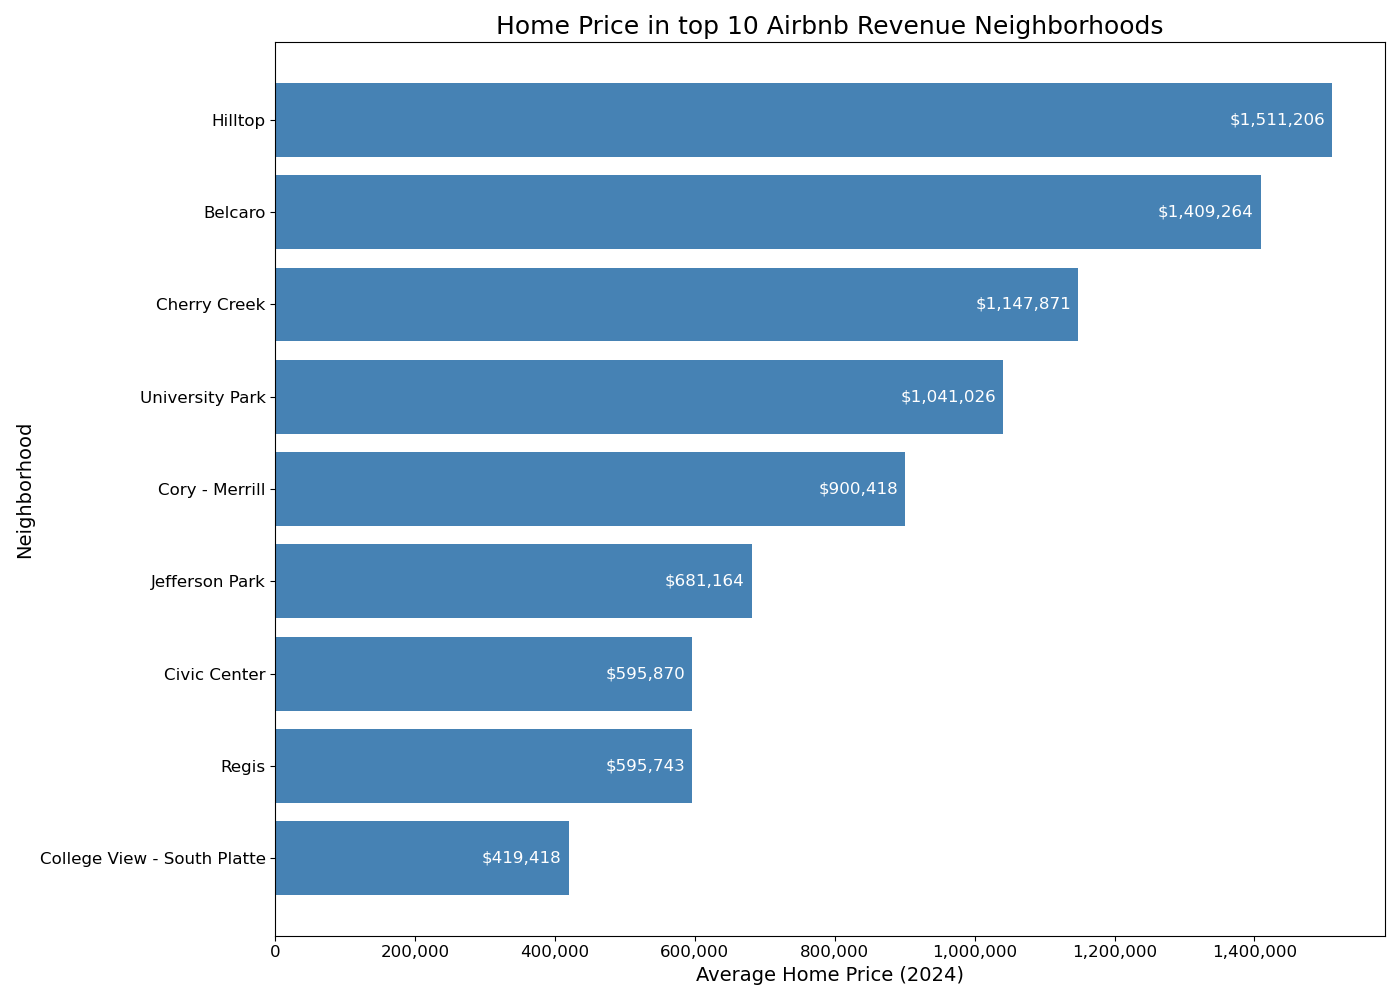 Home Price in top 10 Airbnb Revenue Neighborhoods
Neighborhood
Hilltop $1,511,206
Belcaro $1,409,264
Cherry Creek $1,147,871
University Park $1,041,026
Cory - Merrill $900,418
Jefferson Park $681,164
Civic Center $595,870
Regis $595,743
College View - South Platte $419,418
0 200,000 400,000 600,000 800,000 1,000,000 1,200,000 1,400,000
Average Home Price (2024)